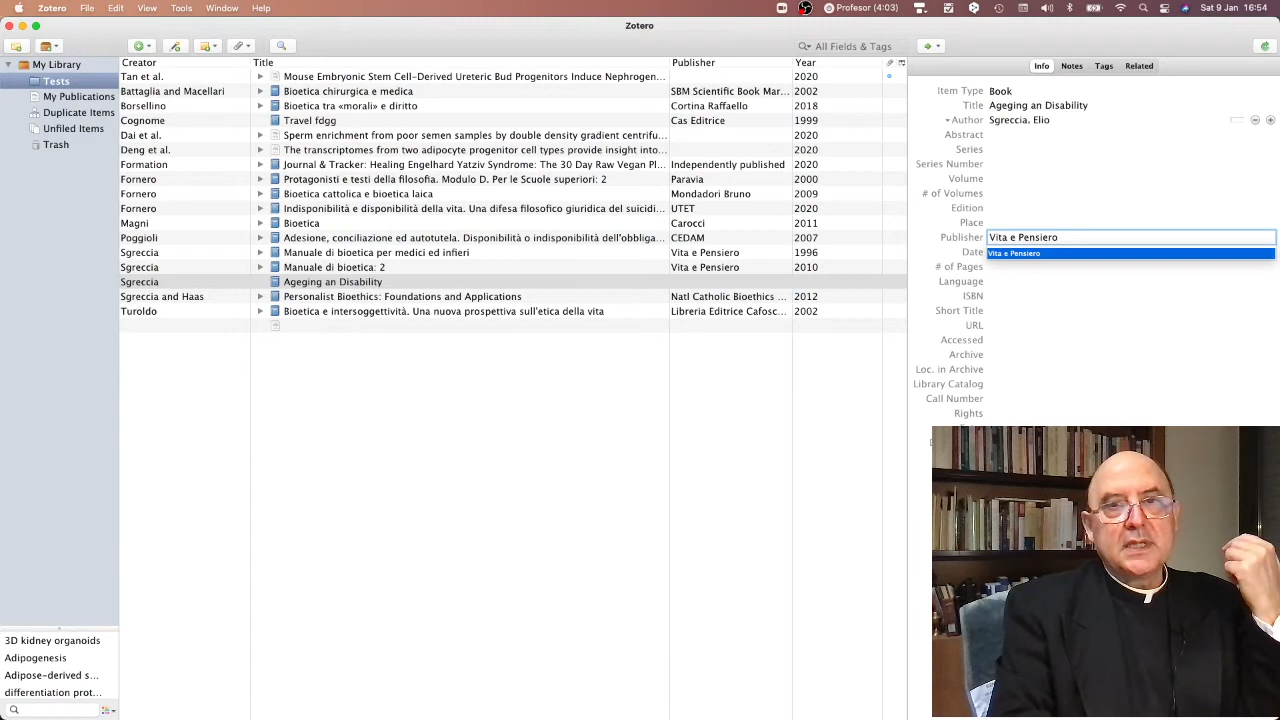 Zotero File Edit View Tools Window Help Profesor (4:03) Sat 9 Jan 16:54
Zotero
All Fields & Tags
My Library
Tests
My Publications
Duplicate Items
Unfiled Items
Trash
Creator Title Publisher Year
Tan et al. Mouse Embryonic Stem Cell-Derived Ureteric Bud Progenitors Induce Nephrogen... 2020
Battaglia and Macellari Bioetica chirurgica e medica SBM Scientific Book Mar... 2002
Borsellino Bioetica tra «morali» e diritto Cortina Raffaello 2018
Cognome Travel fdgg Cas Editrice 1999
Dai et al. Sperm enrichment from poor semen samples by double density gradient centrifu... 2020
Deng et al. The transcriptomes from two adipocyte progenitor cell types provide insight into... 2020
Formation Journal & Tracker: Healing Engelhard Yatziv Syndrome: The 30 Day Raw Vegan Pl... Independently published 2020
Fornero Protagonisti e testi della filosofia. Modulo D. Per le Scuole superiori: 2 Paravia 2000
Fornero Bioetica cattolica e bioetica laica Mondadori Bruno 2009
Fornero Indisponibilità e disponibilità della vita. Una difesa filosofico giuridica del suicidi... UTET 2020
Magni Bioetica Carocci 2011
Poggioli Adesione, conciliazione ed autotutela. Disponibilità o indisponibilità dell'obbliga... CEDAM 2007
Sgreccia Manuale di bioetica per medici ed infieri Vita e Pensiero 1996
Sgreccia Manuale di bioetica: 2 Vita e Pensiero 2010
Sgreccia Ageging an Disability
Sgreccia and Haas Personalist Bioethics: Foundations and Applications Natl Catholic Bioethics ... 2012
Turoldo Bioetica e intersoggettività. Una nuova prospettiva sull'etica della vita Libreria Editrice Cafosc... 2002
3D kidney organoids
Adipogenesis
Adipose-derived s...
differentiation prot...
Info Notes Tags Related
Item Type Book
Title Ageging an Disability
Author Sgreccia, Elio
Abstract
Series
Series Number
Volume
# of Volumes
Edition
Place
Publisher Vita e Pensiero
Vita e Pensiero
Date
# of Pages
Language
ISBN
Short Title
URL
Accessed
Archive
Loc. in Archive
Library Catalog
Call Number
Rights